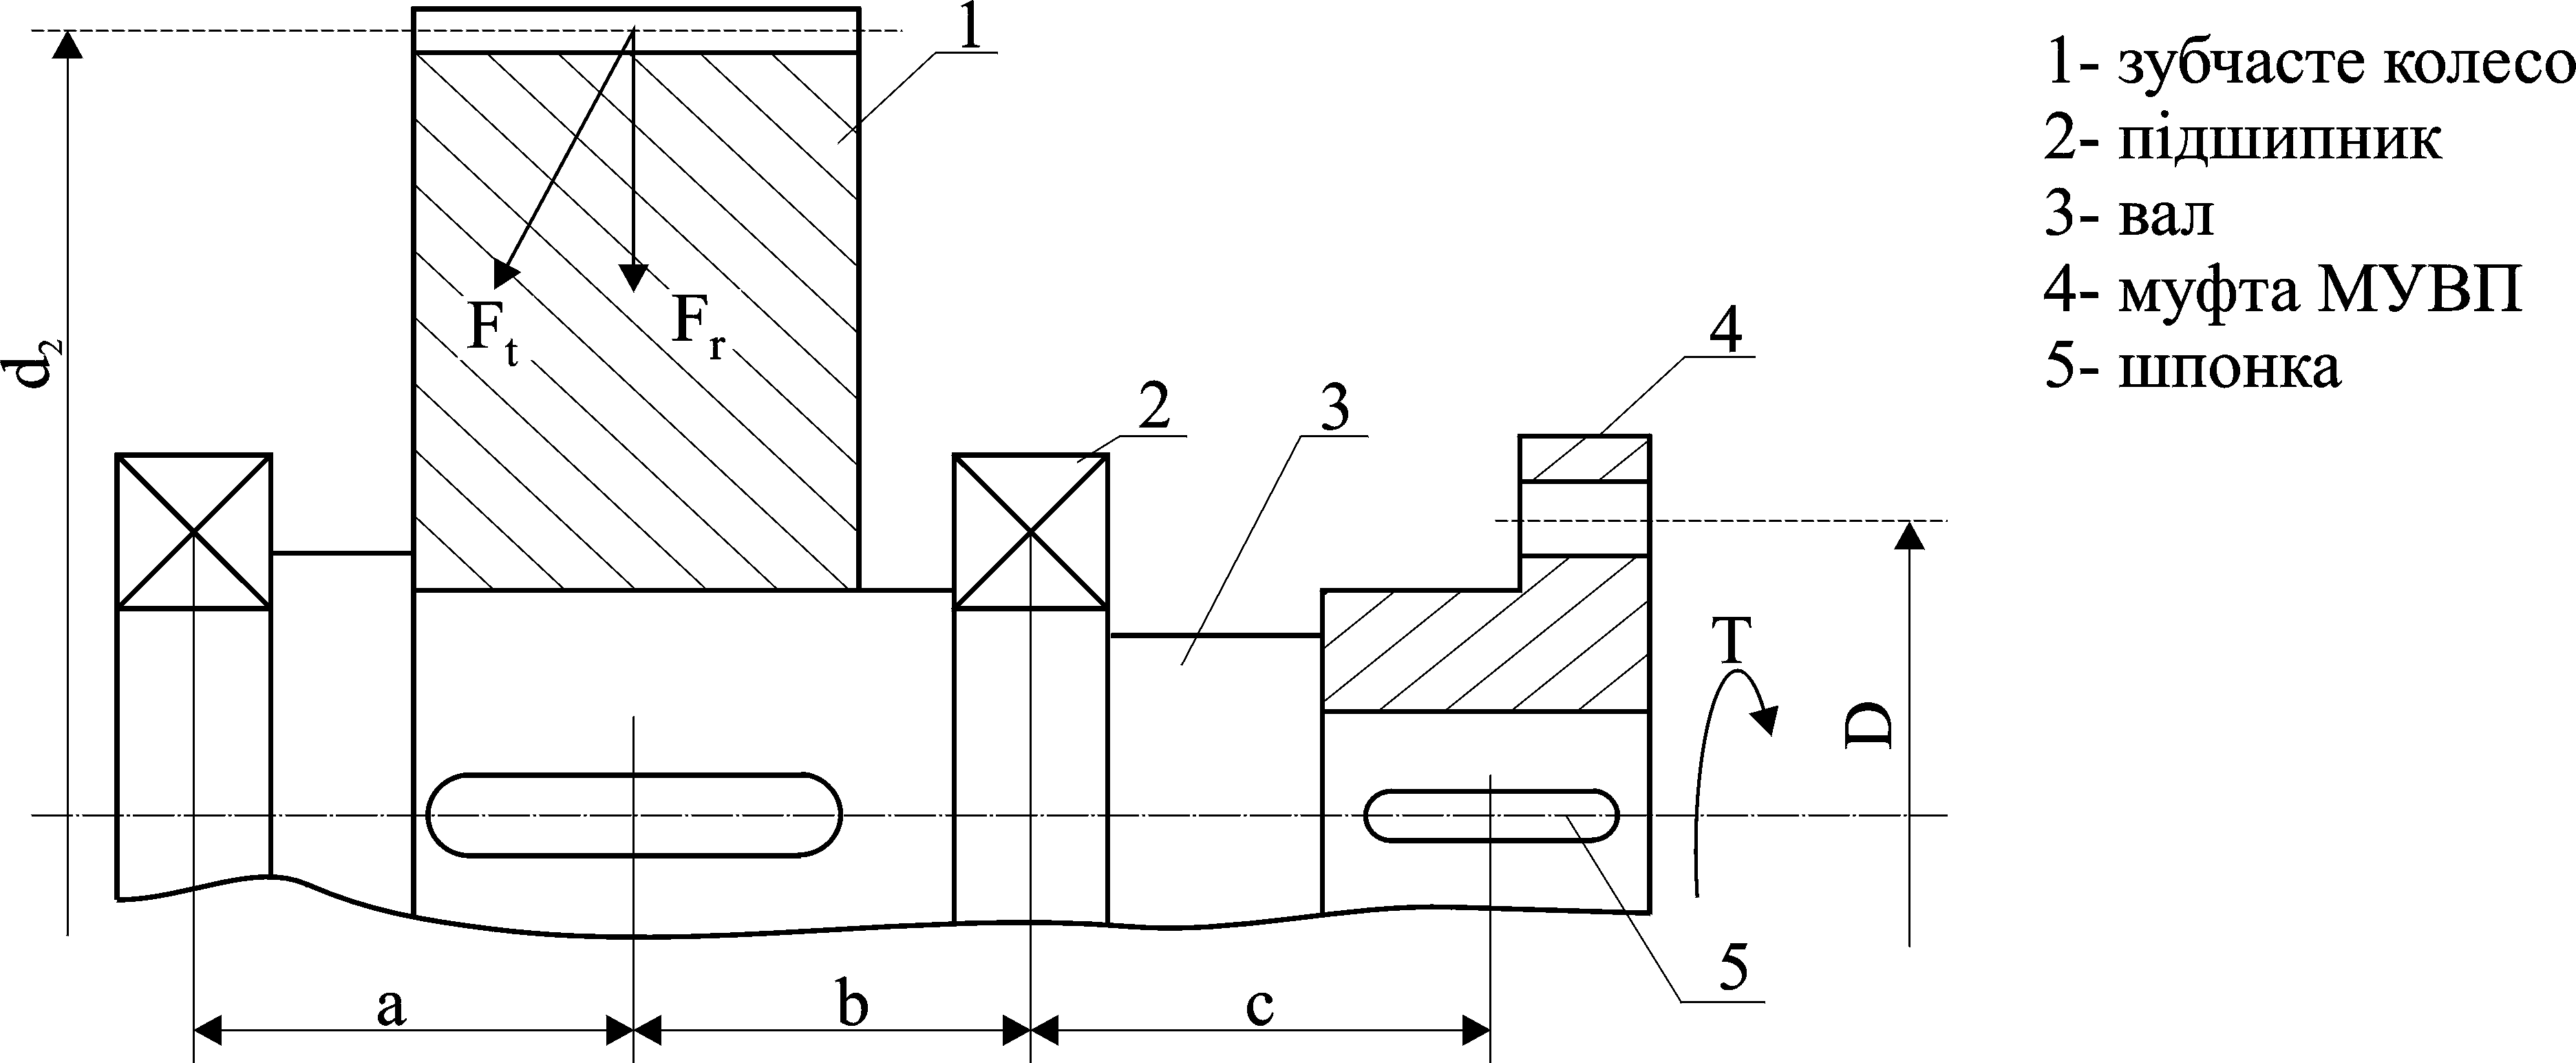 1
1- зубчасте колесо
2- підшипник
3- вал
4- муфта МУВП
5- шпонка
d₂
Fₜ
Fᵣ
2
3
4
T
D
5
a
b
c